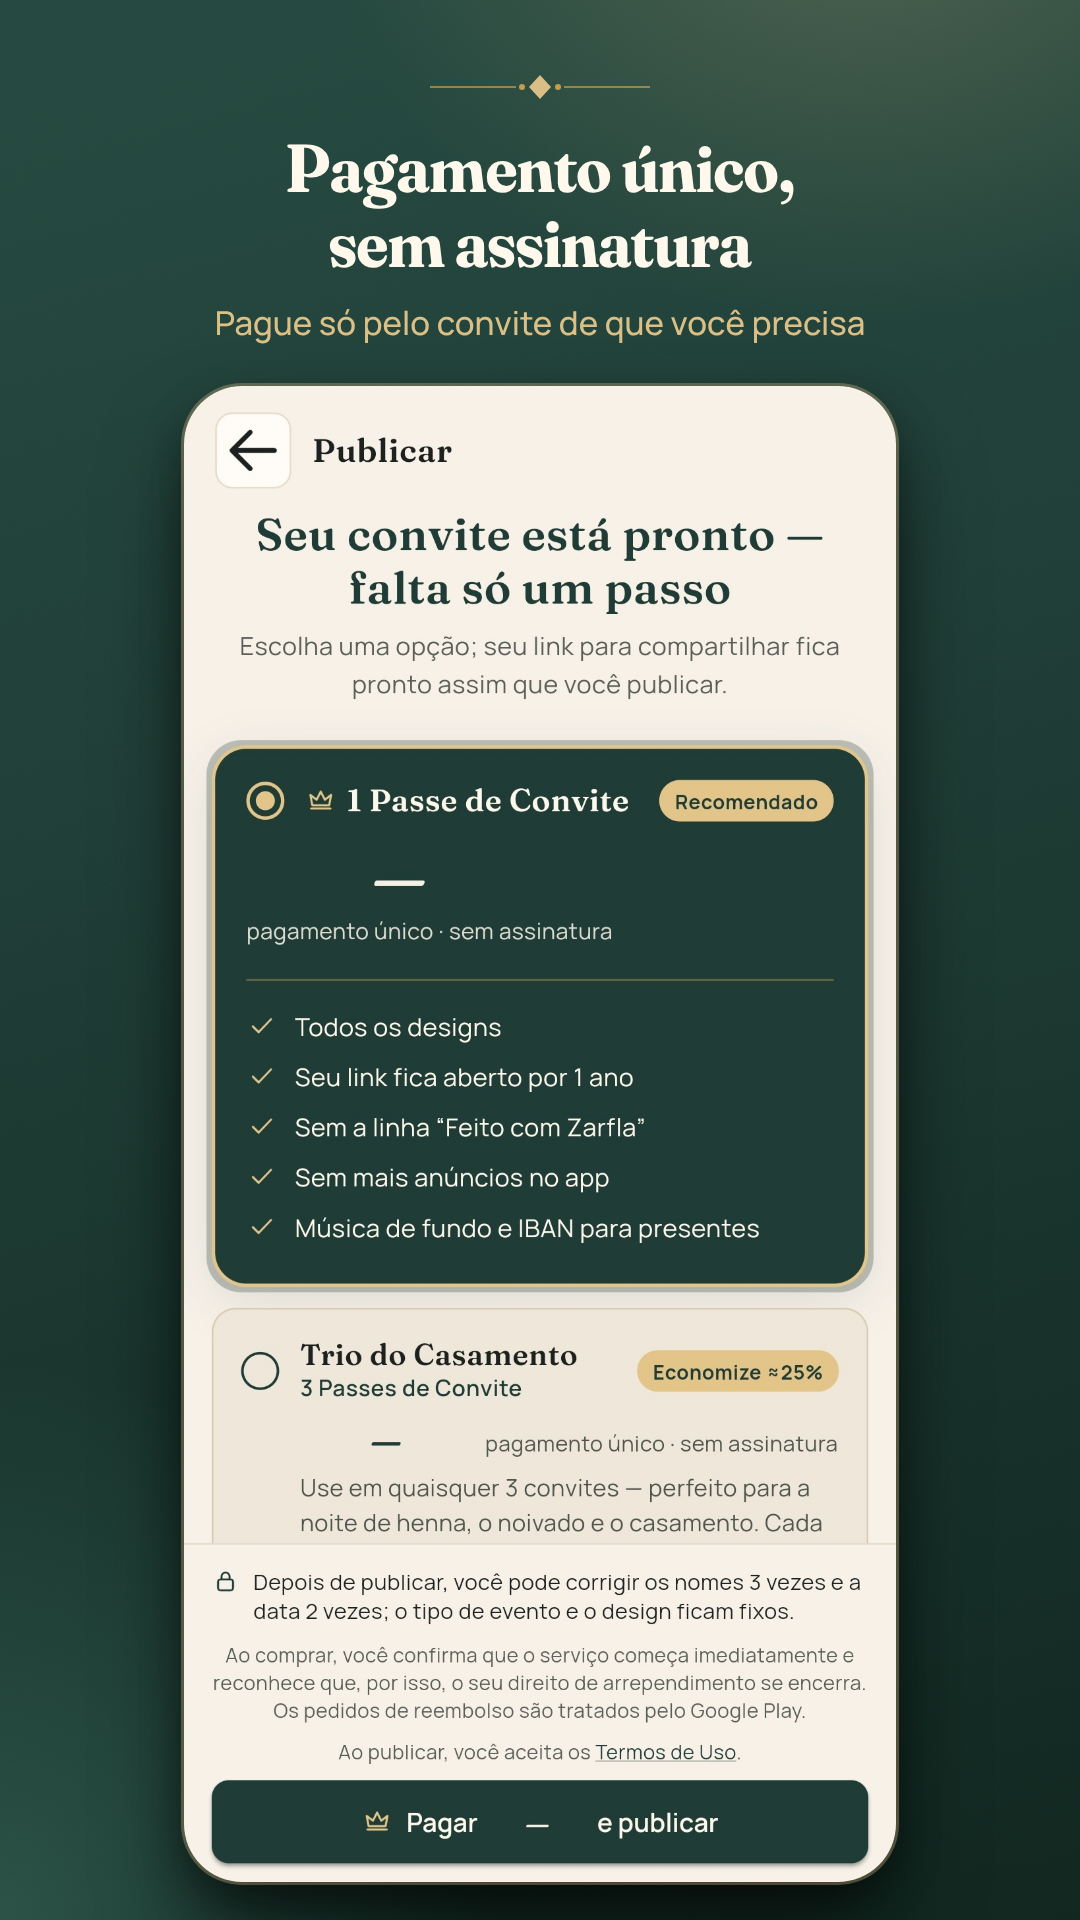 Pagamento único,
sem assinatura
Pague só pelo convite de que você precisa
Publicar
Seu convite está pronto —
falta só um passo
Escolha uma opção; seu link para compartilhar fica
pronto assim que você publicar.
1 Passe de Convite
Recomendado
—
pagamento único · sem assinatura
Todos os designs
Seu link fica aberto por 1 ano
Sem a linha “Feito com Zarfla”
Sem mais anúncios no app
Música de fundo e IBAN para presentes
Trio do Casamento
3 Passes de Convite
Economize ≈25%
— pagamento único · sem assinatura
Use em quaisquer 3 convites — perfeito para a
noite de henna, o noivado e o casamento. Cada
Depois de publicar, você pode corrigir os nomes 3 vezes e a
data 2 vezes; o tipo de evento e o design ficam fixos.
Ao comprar, você confirma que o serviço começa imediatamente e
reconhece que, por isso, o seu direito de arrependimento se encerra.
Os pedidos de reembolso são tratados pelo Google Play.
Ao publicar, você aceita os Termos de Uso.
Pagar — e publicar